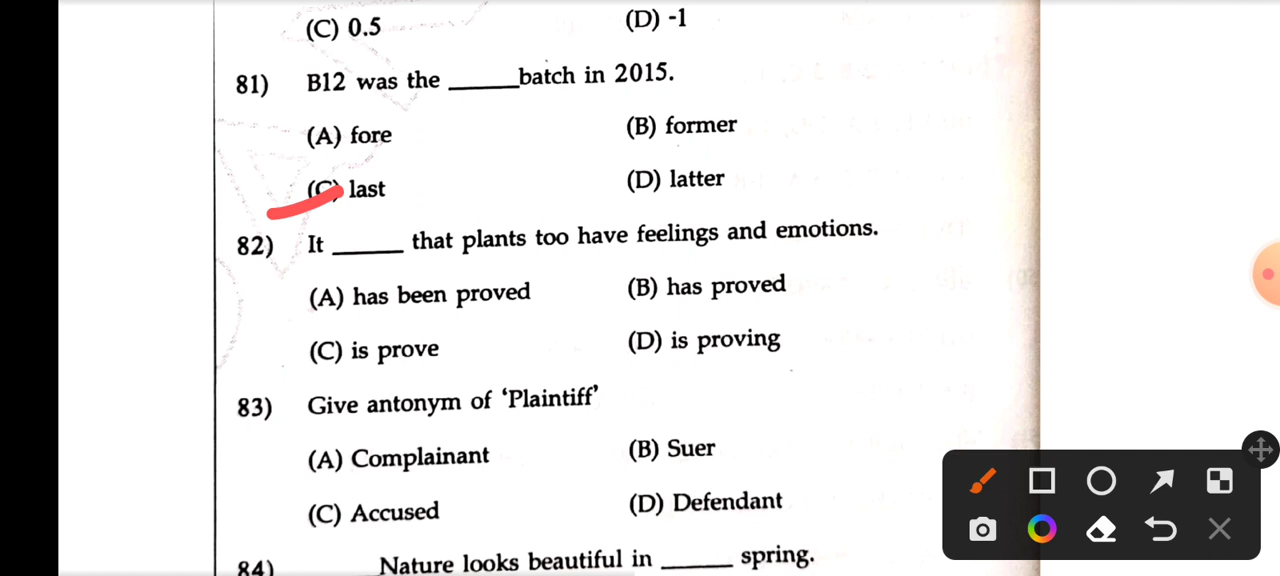 (C) 0.5 (D) -1
81) B12 was the _____batch in 2015.
(A) fore (B) former
(C) last (D) latter
82) It _____ that plants too have feelings and emotions.
(A) has been proved (B) has proved
(C) is prove (D) is proving
83) Give antonym of ‘Plaintiff’
(A) Complainant (B) Suer
(C) Accused (D) Defendant
84) _____ Nature looks beautiful in _____ spring.